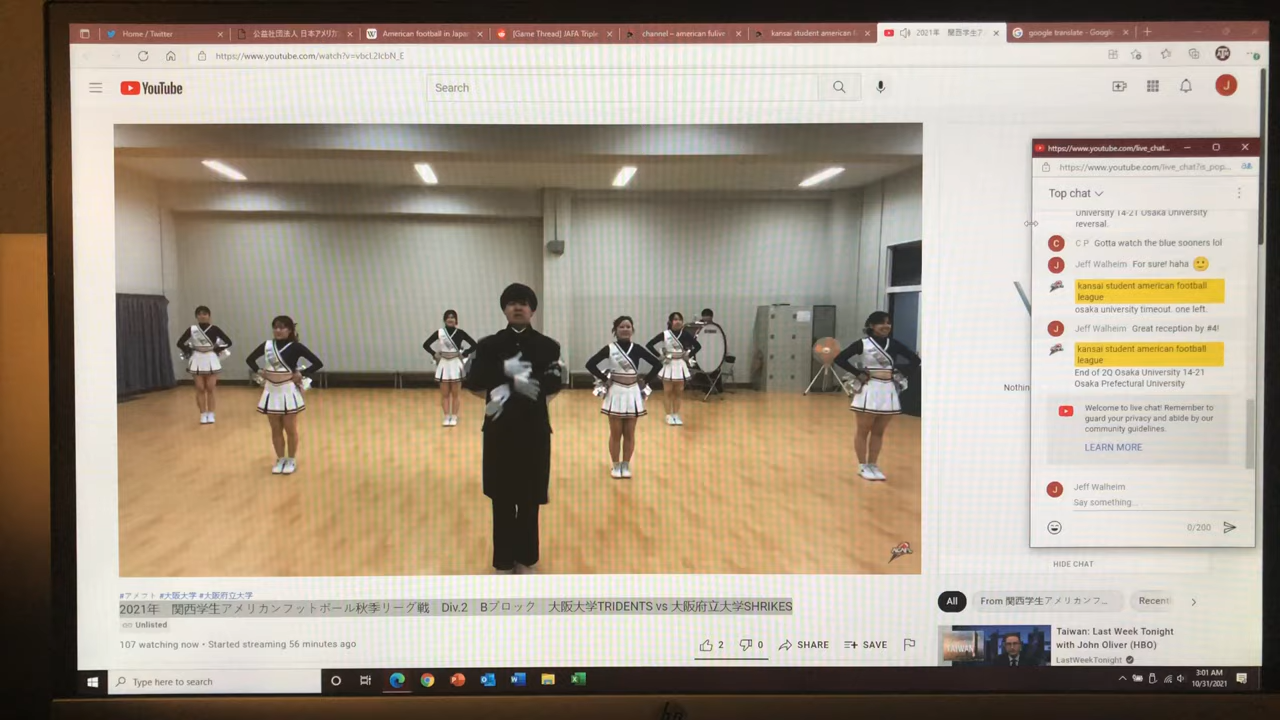 Home / Twitter
公益社団法人 日本アメリカ
American football in Japa
[Game Thread] JAFA Triple
channel – american fulive
kansai student american f
2021年 関西学生ア
google translate - Googl
https://www.youtube.com/watch?v=vbcL2lcbN_E
YouTube
Search
J
https://www.youtube.com/live_chat...
https://www.youtube.com/live_chat?is_pop...
Top chat
University 14-21 Osaka University
reversal.
C P Gotta watch the blue sooners lol
Jeff Walheim For sure! haha
kansai student american football
league
osaka university timeout. one left.
Jeff Walheim Great reception by #4!
kansai student american football
league
End of 2Q Osaka University 14-21
Osaka Prefectural University
Nothin
Welcome to live chat! Remember to
guard your privacy and abide by our
community guidelines.
LEARN MORE
Jeff Walheim
Say something...
0/200
HIDE CHAT
#アメフト #大阪大学 #大阪府立大学
2021年 関西学生アメリカンフットボール秋季リーグ戦 Div.2 Bブロック 大阪大学TRIDENTS vs 大阪府立大学SHRIKES
Unlisted
107 watching now • Started streaming 56 minutes ago
2
0
SHARE
SAVE
All
From 関西学生アメリカンフ...
Recent
TAIWAN
Taiwan: Last Week Tonight
with John Oliver (HBO)
LastWeekTonight
Type here to search
3:01 AM
10/31/2021
hp